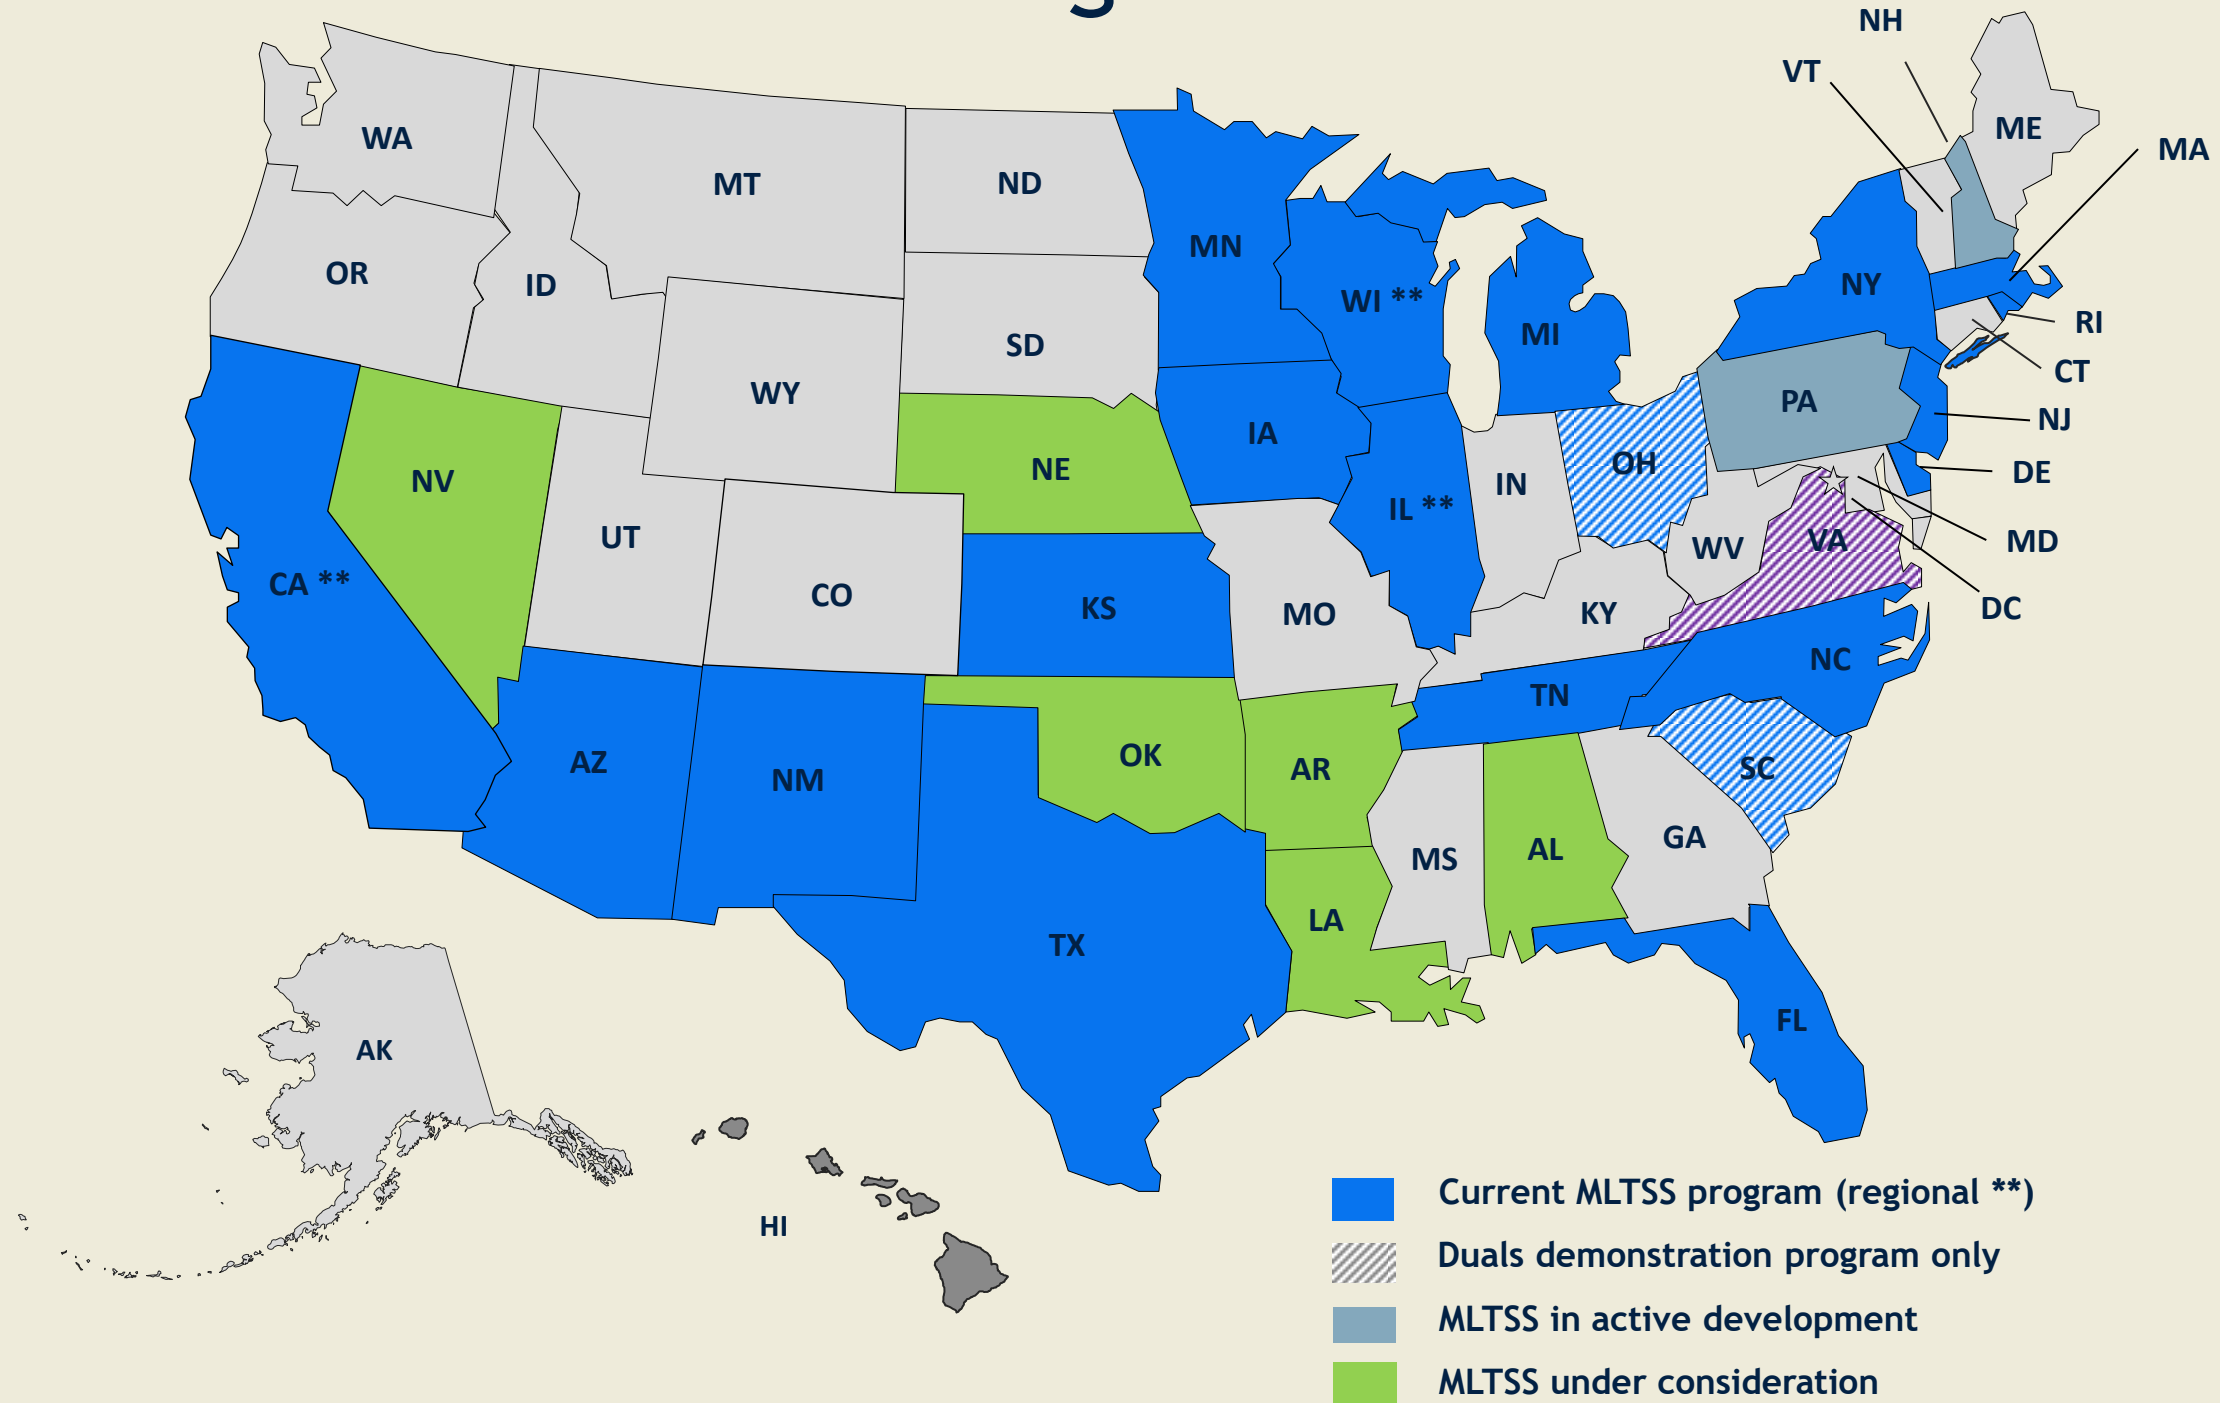 NH
VT
ME
WA
MA
MT
ND
MN
OR
ID
NY
WI **
RI
MI
SD
CT
WY
PA
NJ
IA
NE
OH
DE
NV
IN
IL **
UT
VA
MD
WV
CA **
CO
KS
MO
KY
DC
NC
TN
AZ
OK
AR
SC
NM
GA
AL
MS
LA
TX
FL
AK
HI
Current MLTSS program (regional **)
Duals demonstration program only
MLTSS in active development
MLTSS under consideration